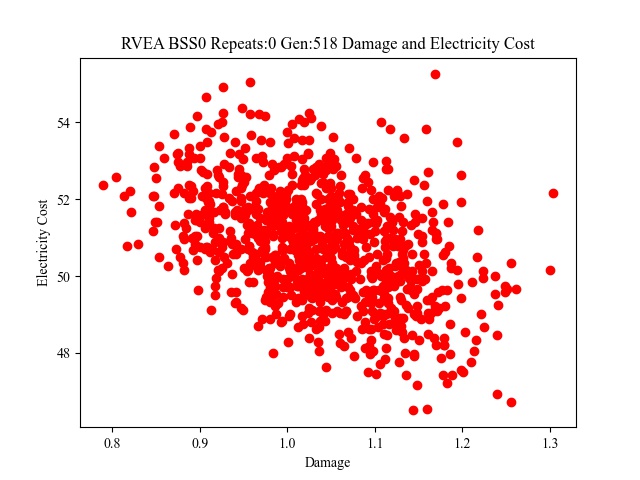 RVEA BSS0 Repeats:0 Gen:518 Damage and Electricity Cost
54
52
50
48
Electricity Cost
0.8 0.9 1.0 1.1 1.2 1.3
Damage